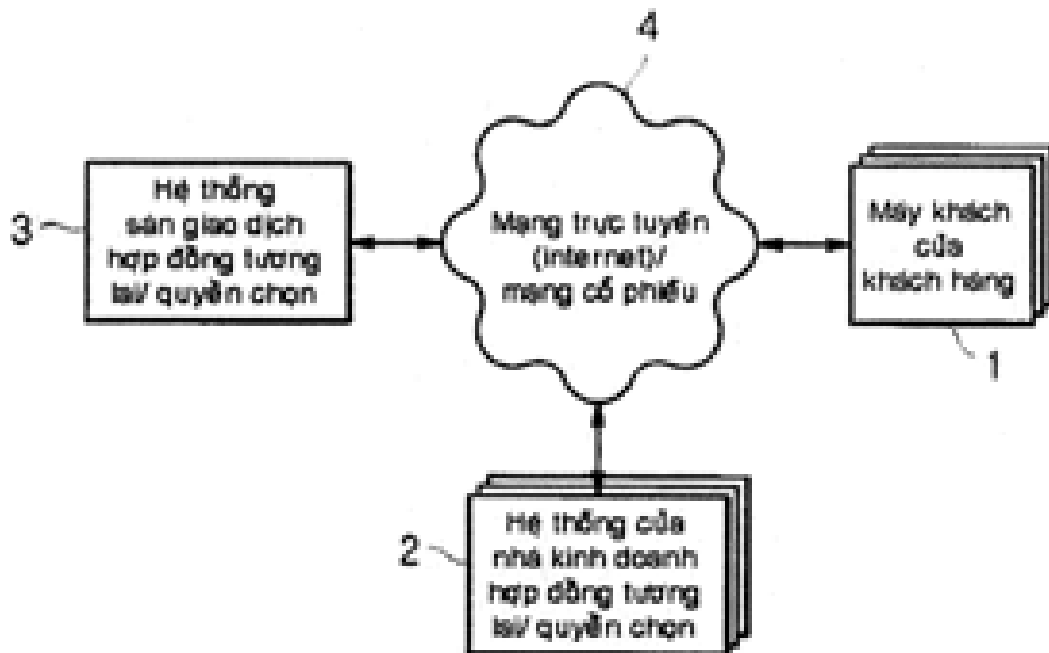 4
Hệ thống
sàn giao dịch
hợp đồng tương
lai/ quyền chọn
3
Mạng trực tuyến
(internet)/
mạng cổ phiếu
Máy khách
của
khách hàng
1
2
Hệ thống của
nhà kinh doanh
hợp đồng tương
lai/ quyền chọn